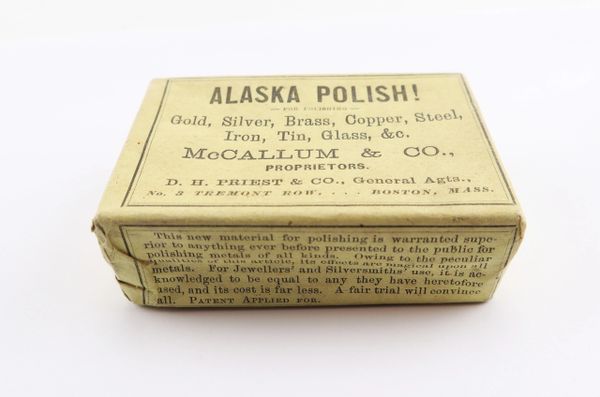 ALASKA POLISH!
— FOR POLISHING —
Gold, Silver, Brass, Copper, Steel,
Iron, Tin, Glass, &c.
McCALLUM & CO.,
PROPRIETORS.
D. H. PRIEST & CO., General Agts.,
No. 3 TREMONT ROW, . . . BOSTON, MASS.
This new material for polishing is warranted supe-
rior to anything ever before presented to the public for
polishing metals of all kinds. Owing to the peculiar
qualities of this article, its effects are magical upon all
metals. For Jewellers' and Silversmiths' use, it is ac-
knowledged to be equal to any they have heretofore
used, and its cost is far less. A fair trial will convince
all. PATENT APPLIED FOR.